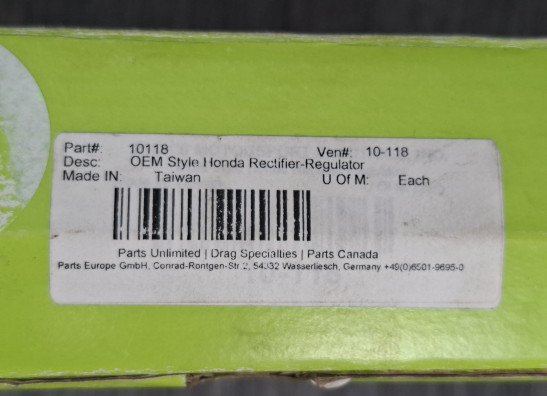 Part#: 10118 Ven#: 10-118
Desc: OEM Style Honda Rectifier-Regulator
Made IN: Taiwan U Of M: Each
Parts Unlimited | Drag Specialties | Parts Canada
Parts Europe GmbH, Conrad-Rontgen-Str.2, 54332 Wasserliesch, Germany +49(0)6501-9695-0